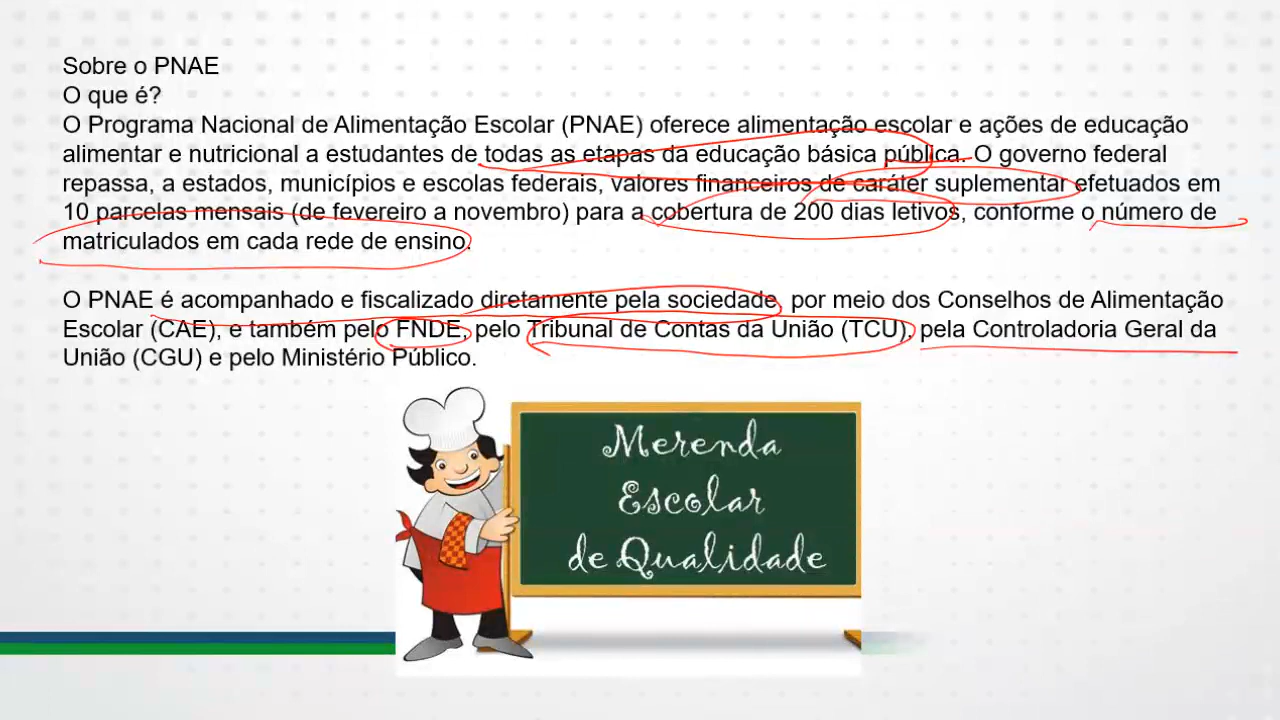 Sobre o PNAE
O que é?
O Programa Nacional de Alimentação Escolar (PNAE) oferece alimentação escolar e ações de educação
alimentar e nutricional a estudantes de todas as etapas da educação básica pública. O governo federal
repassa, a estados, municípios e escolas federais, valores financeiros de caráter suplementar efetuados em
10 parcelas mensais (de fevereiro a novembro) para a cobertura de 200 dias letivos, conforme o número de
matriculados em cada rede de ensino.
O PNAE é acompanhado e fiscalizado diretamente pela sociedade, por meio dos Conselhos de Alimentação
Escolar (CAE), e também pelo FNDE, pelo Tribunal de Contas da União (TCU), pela Controladoria Geral da
União (CGU) e pelo Ministério Público.
Merenda
Escolar
de Qualidade